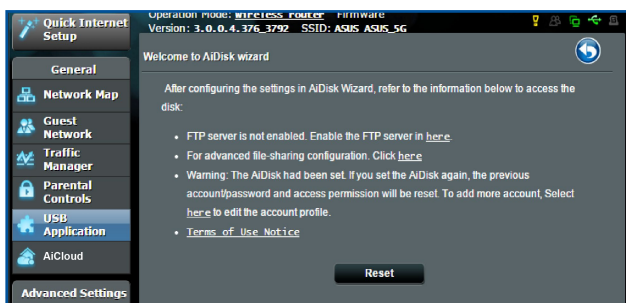 Quick Internet
Setup
Operation Mode: Wireless router Firmware
Version: 3.0.0.4.376_3792 SSID: ASUS ASUS_5G
General
Network Map
Guest
Network
Traffic
Manager
Parental
Controls
USB
Application
AiCloud
Advanced Settings
Welcome to AiDisk wizard
After configuring the settings in AiDisk Wizard, refer to the information below to access the
disk:
• FTP server is not enabled. Enable the FTP server in here.
• For advanced file-sharing configuration. Click here
• Warning: The AiDisk had been set. If you set the AiDisk again, the previous
account/password and access permission will be reset. To add more account, Select
here to edit the account profile.
• Terms of Use Notice
Reset